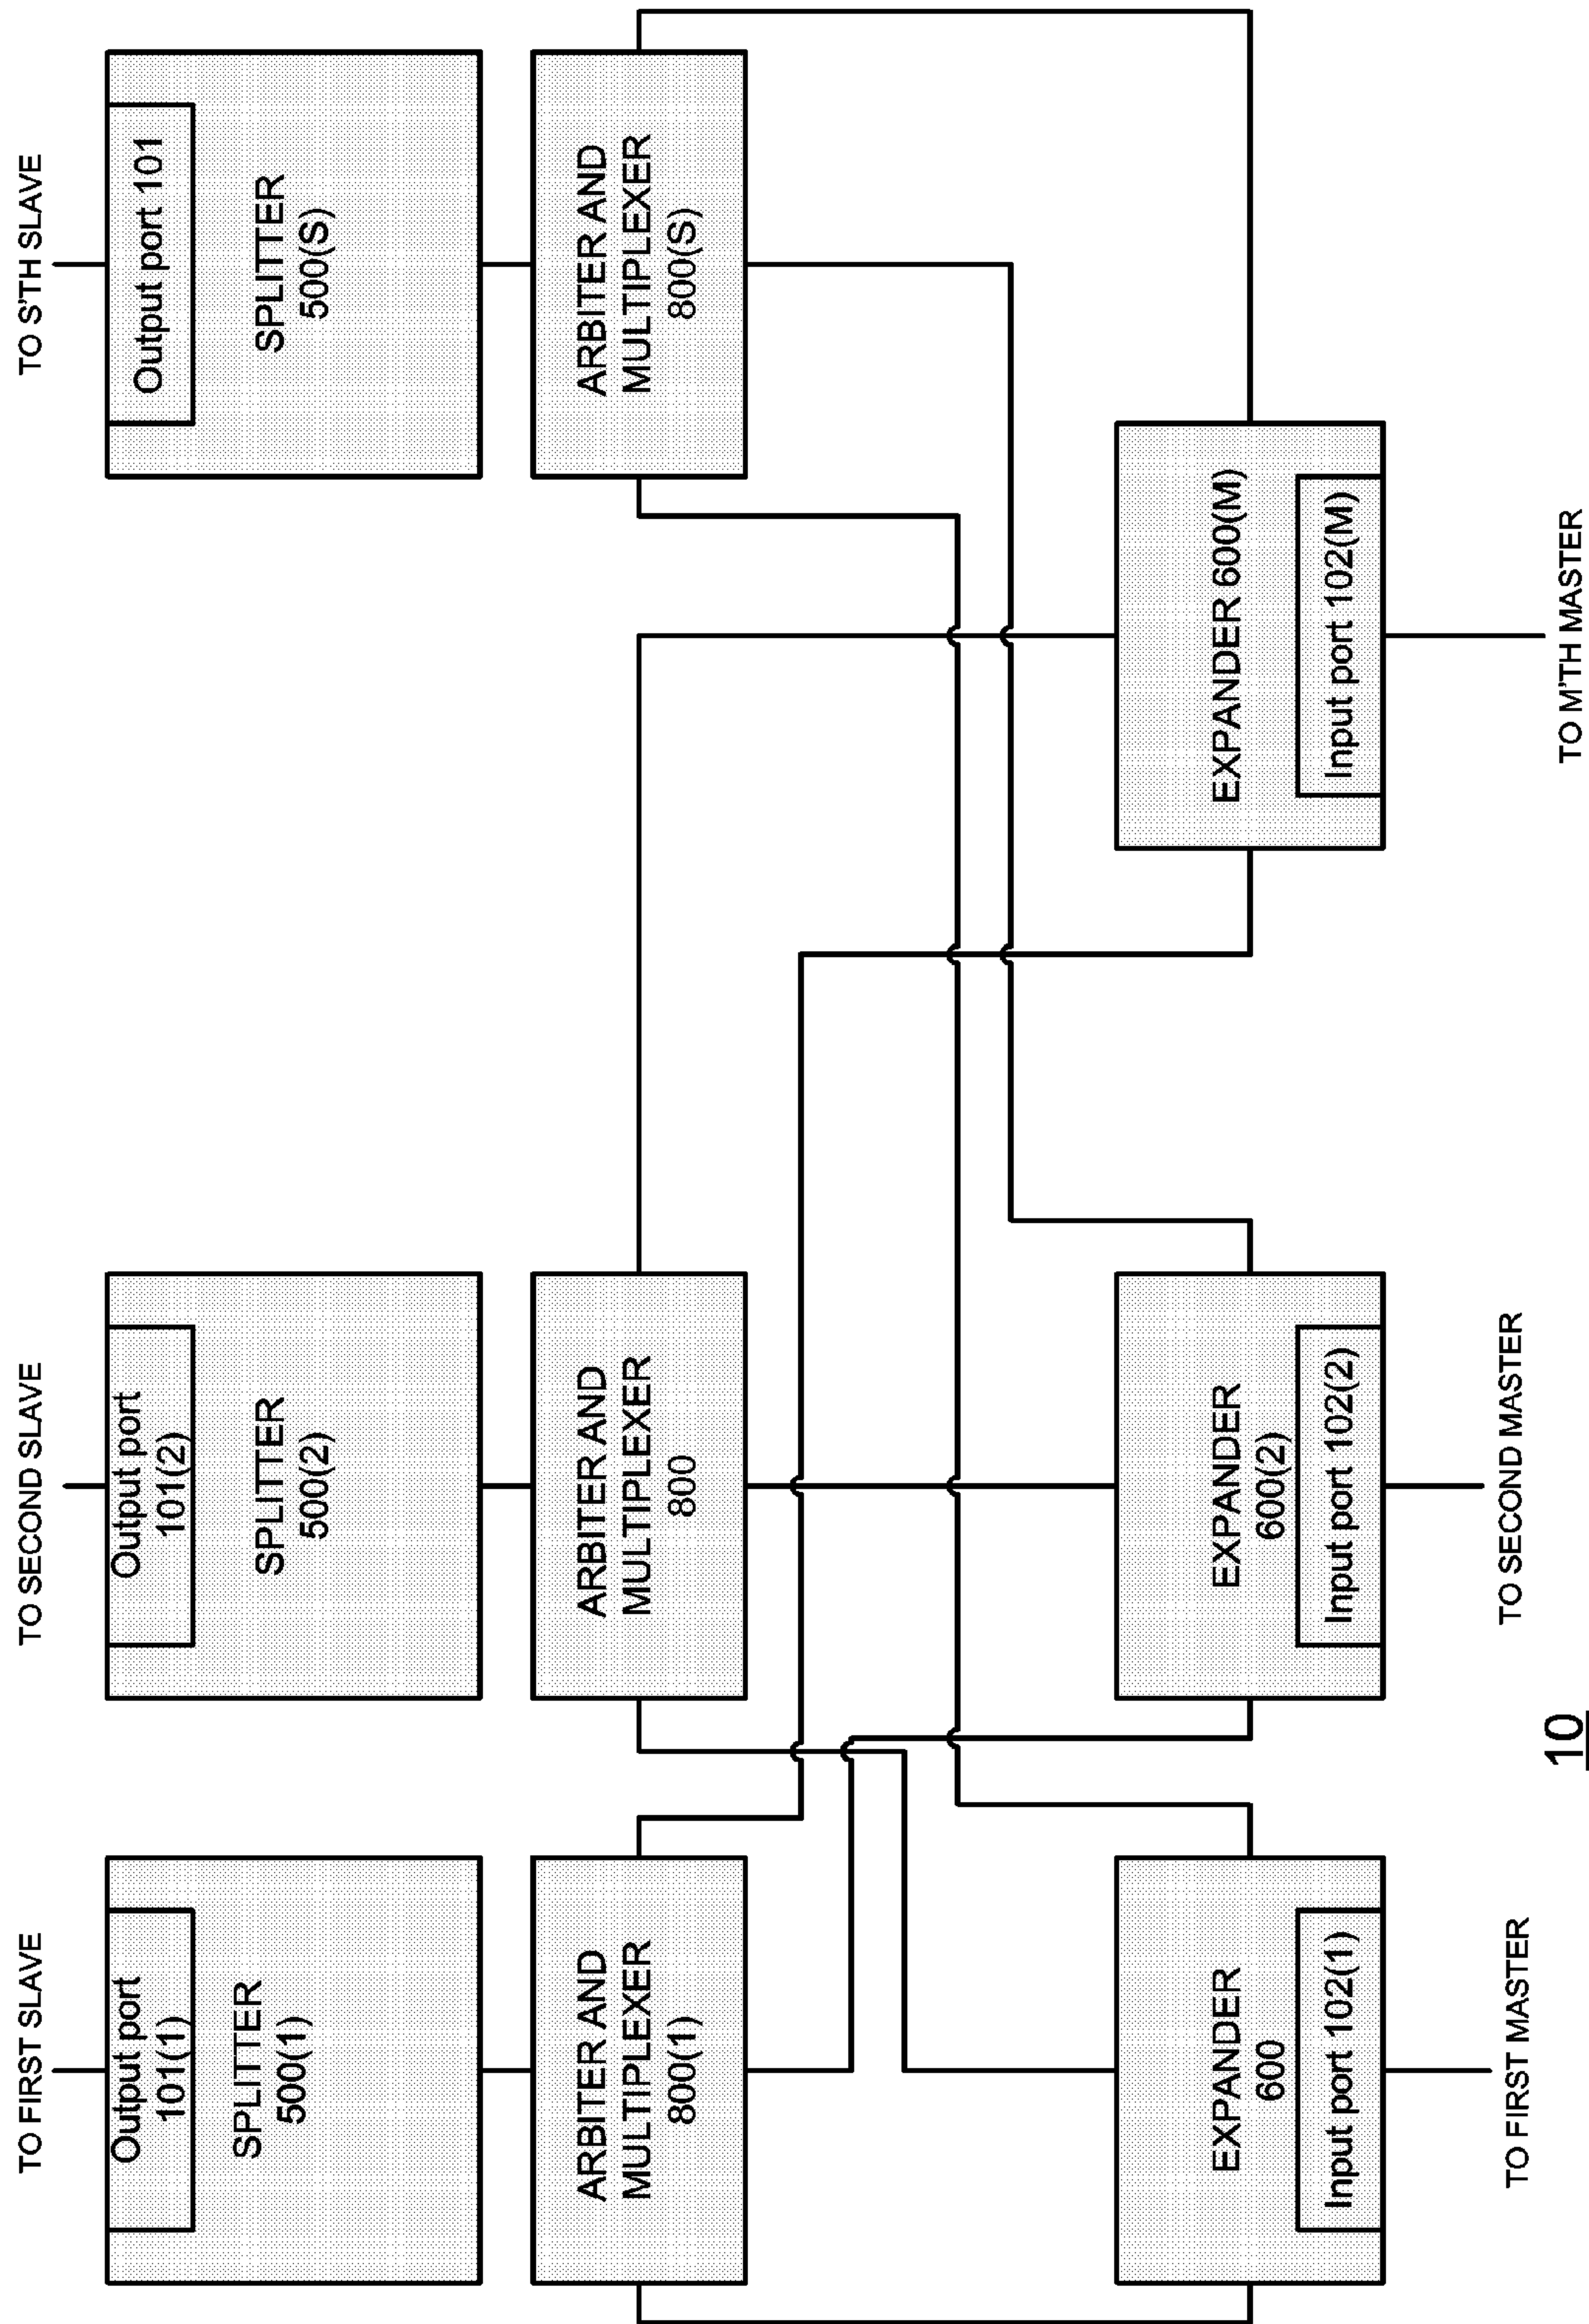 TO FIRST SLAVE
TO SECOND SLAVE
TO S'TH SLAVE
Output port
101(1)
SPLITTER
500(1)
Output port
101(2)
SPLITTER
500(2)
Output port 101
SPLITTER
500(S)
ARBITER AND
MULTIPLEXER
800(1)
ARBITER AND
MULTIPLEXER
800
ARBITER AND
MULTIPLEXER
800(S)
EXPANDER
600
Input port 102(1)
EXPANDER
600(2)
Input port 102(2)
EXPANDER 600(M)
Input port 102(M)
TO FIRST MASTER
TO SECOND MASTER
TO M'TH MASTER
10